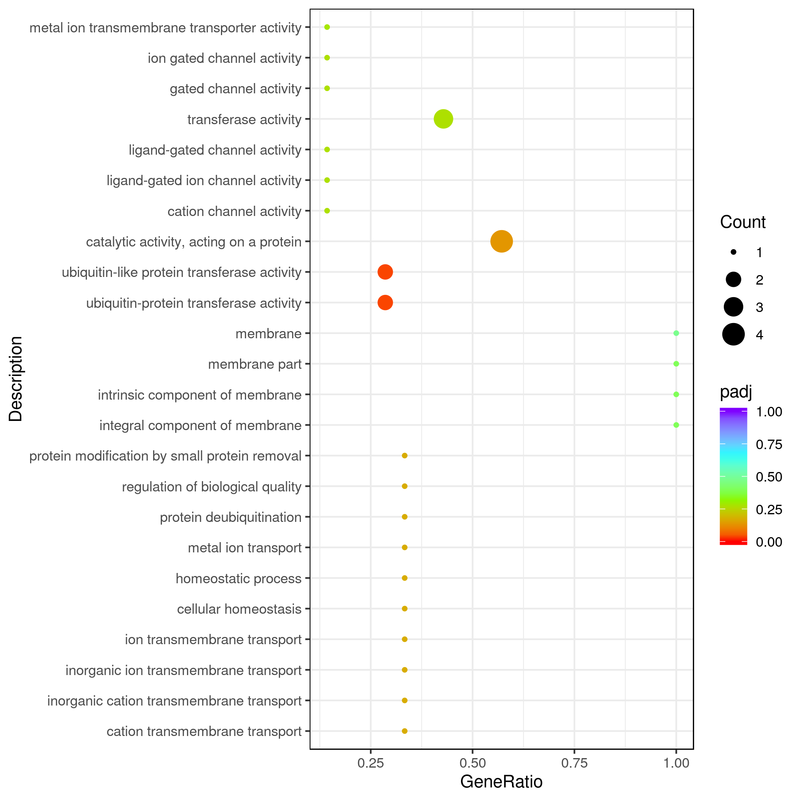 metal ion transmembrane transporter activity
ion gated channel activity
gated channel activity
transferase activity
ligand-gated channel activity
ligand-gated ion channel activity
cation channel activity
catalytic activity, acting on a protein
ubiquitin-like protein transferase activity
ubiquitin-protein transferase activity
membrane
membrane part
intrinsic component of membrane
integral component of membrane
protein modification by small protein removal
regulation of biological quality
protein deubiquitination
metal ion transport
homeostatic process
cellular homeostasis
ion transmembrane transport
inorganic ion transmembrane transport
inorganic cation transmembrane transport
cation transmembrane transport
Description
0.25 0.50 0.75 1.00
GeneRatio
Count
1
2
3
4
padj
1.00
0.75
0.50
0.25
0.00